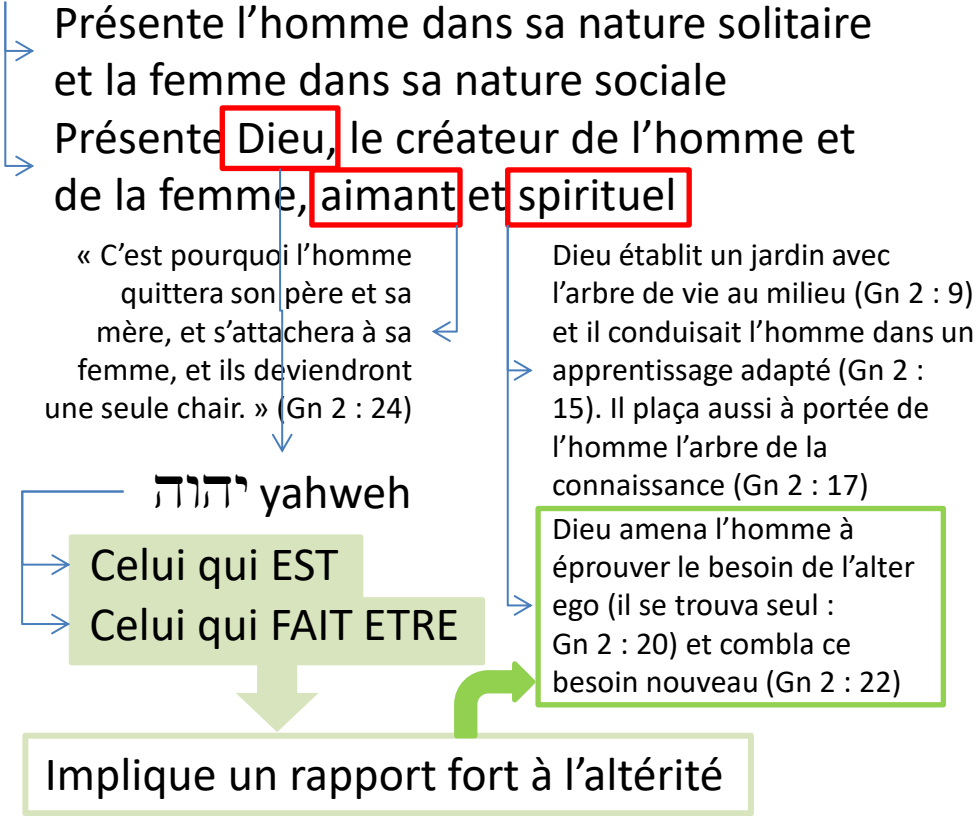 Présente l’homme dans sa nature solitaire
et la femme dans sa nature sociale
Présente Dieu, le créateur de l’homme et
de la femme, aimant et spirituel
« C’est pourquoi l’homme
quittera son père et sa
mère, et s’attachera à sa
femme, et ils deviendront
une seule chair. » (Gn 2 : 24)
Dieu établit un jardin avec
l’arbre de vie au milieu (Gn 2 : 9)
et il conduisait l’homme dans un
apprentissage adapté (Gn 2 :
15). Il plaça aussi à portée de
l’homme l’arbre de la
connaissance (Gn 2 : 17)
יהוה yahweh
Celui qui EST
Celui qui FAIT ETRE
Dieu amena l’homme à
éprouver le besoin de l’alter
ego (il se trouva seul :
Gn 2 : 20) et combla ce
besoin nouveau (Gn 2 : 22)
Implique un rapport fort à l’altérité